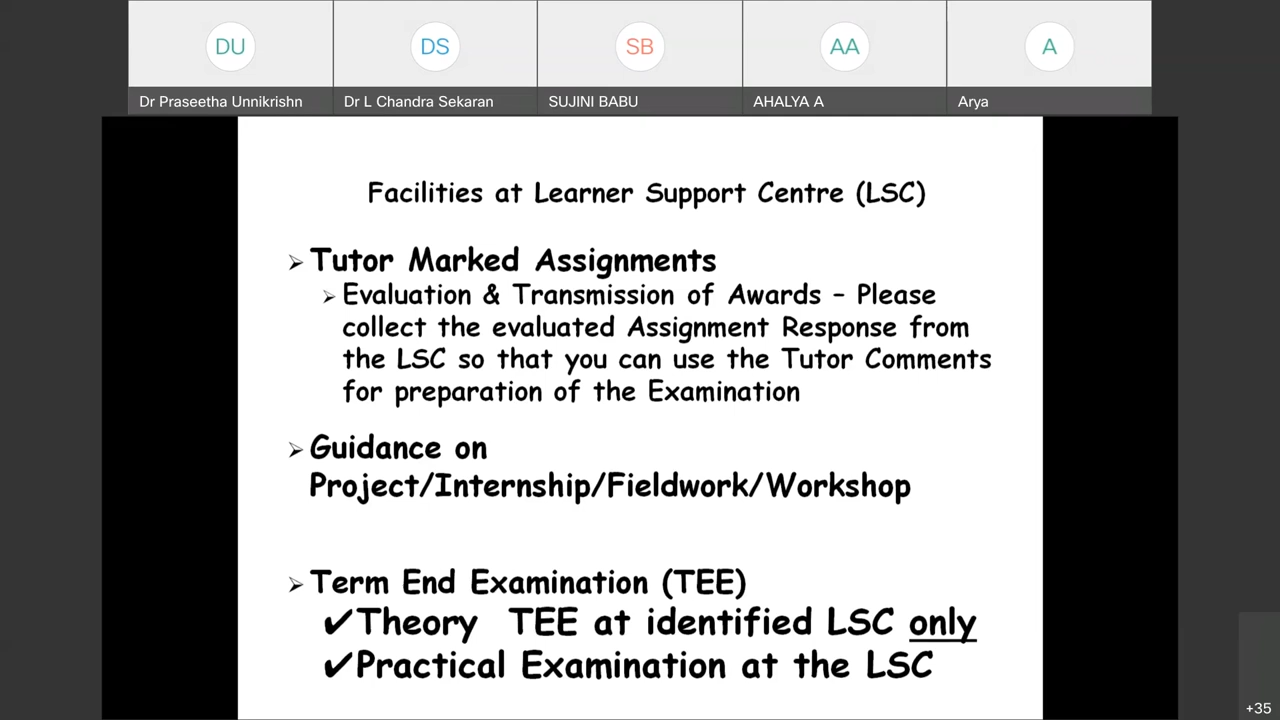 DU DS SB AA A
Dr Praseetha Unnikrishn Dr L Chandra Sekaran SUJINI BABU AHALYA A Arya
Facilities at Learner Support Centre (LSC)
➢ Tutor Marked Assignments
➢ Evaluation & Transmission of Awards – Please
collect the evaluated Assignment Response from
the LSC so that you can use the Tutor Comments
for preparation of the Examination
➢ Guidance on
Project/Internship/Fieldwork/Workshop
➢ Term End Examination (TEE)
✔Theory TEE at identified LSC only
✔Practical Examination at the LSC
+35